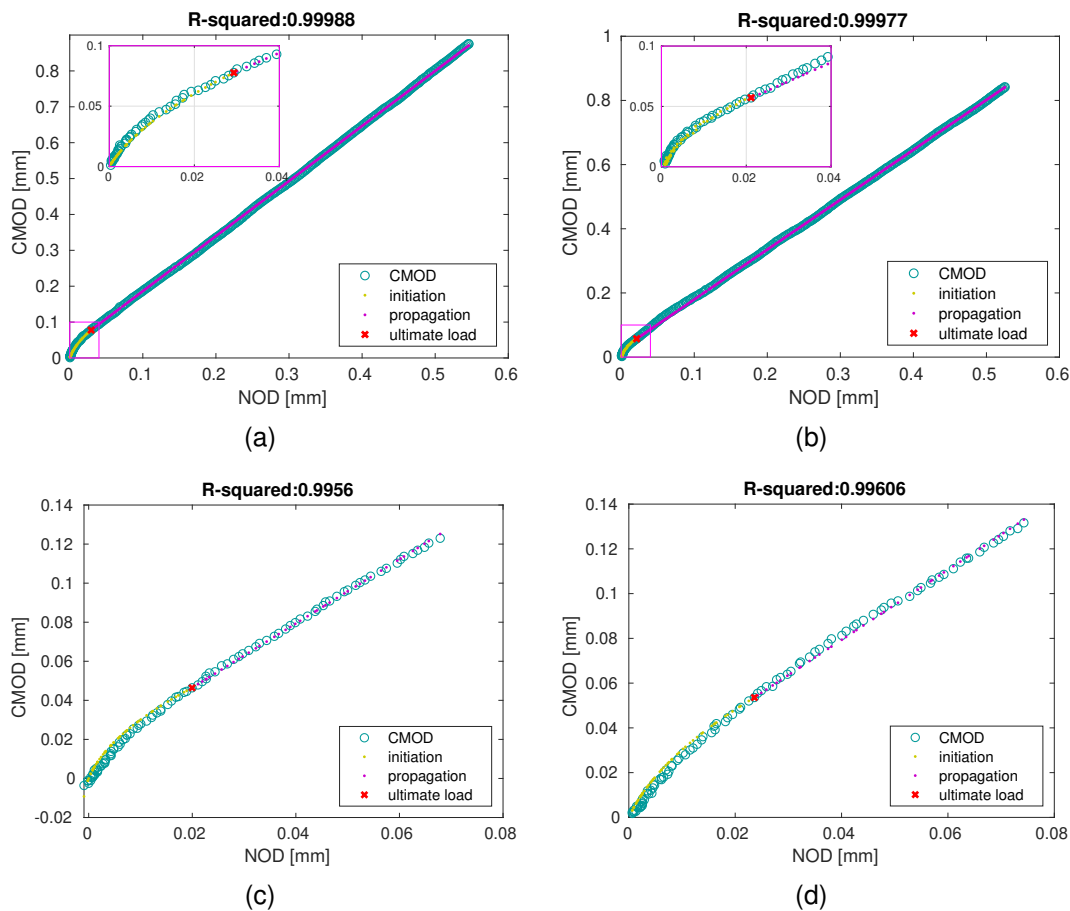 R-squared:0.99988
0.8
0.7
0.6
0.5
0.4
0.3
0.2
0.1
0
CMOD [mm]
0.1
0.05
0
0 0.02 0.04
CMOD
initiation
propagation
ultimate load
0 0.1 0.2 0.3 0.4 0.5 0.6
NOD [mm]
(a)
R-squared:0.99977
1
0.8
0.6
0.4
0.2
0
CMOD [mm]
0.1
0.05
0
0 0.02 0.04
CMOD
initiation
propagation
ultimate load
0 0.1 0.2 0.3 0.4 0.5 0.6
NOD [mm]
(b)
R-squared:0.9956
0.14
0.12
0.1
0.08
0.06
0.04
0.02
0
-0.02
CMOD [mm]
CMOD
initiation
propagation
ultimate load
0 0.02 0.04 0.06 0.08
NOD [mm]
(c)
R-squared:0.99606
0.14
0.12
0.1
0.08
0.06
0.04
0.02
0
CMOD [mm]
CMOD
initiation
propagation
ultimate load
0 0.02 0.04 0.06 0.08
NOD [mm]
(d)